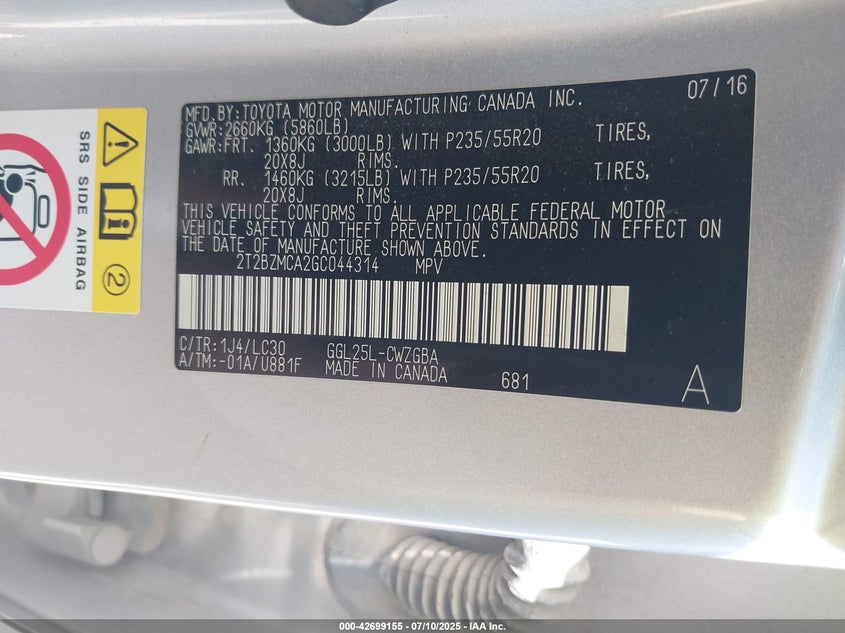 SRS SIDE AIRBAG
2
07/16
MFD.BY:TOYOTA MOTOR MANUFACTURING CANADA INC.
GVWR:2660KG (5860LB)
GAWR:FRT. 1360KG (3000LB) WITH P235/55R20 TIRES,
20X8J RIMS.
RR. 1460KG (3215LB) WITH P235/55R20 TIRES,
20X8J RIMS.
THIS VEHICLE CONFORMS TO ALL APPLICABLE FEDERAL MOTOR
VEHICLE SAFETY AND THEFT PREVENTION STANDARDS IN EFFECT ON
THE DATE OF MANUFACTURE SHOWN ABOVE.
2T2BZMCA2GC044314 MPV
C/TR:1J4/LC30 GGL25L-CWZGBA
A/TM:-01A/U881F MADE IN CANADA 681
A
000-42699155 - 07/10/2025 - IAA Inc.